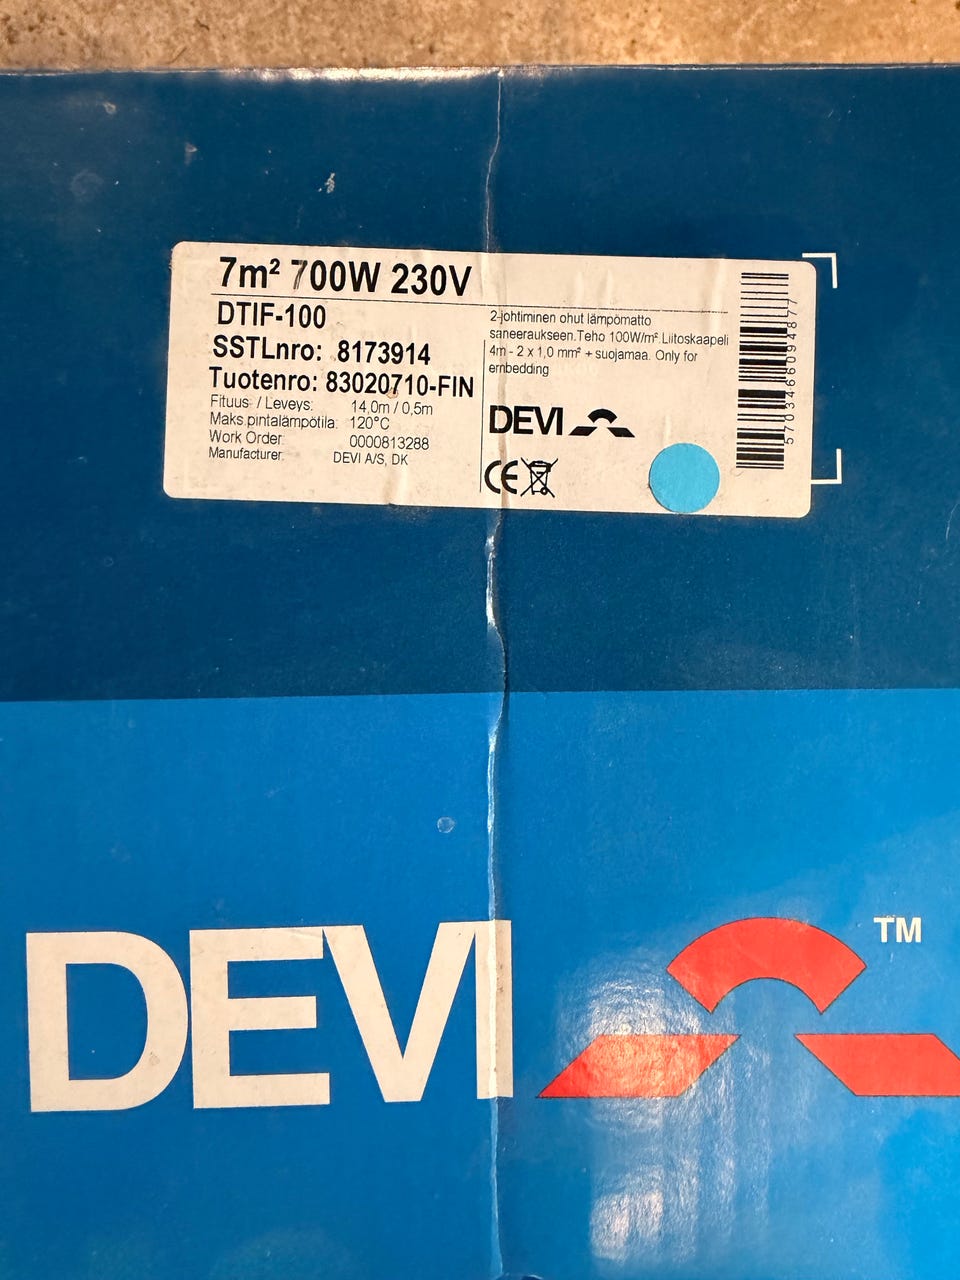 7m² 700W 230V
DTIF-100
SSTLnro: 8173914
Tuotenro: 83020710-FIN
Pituus / Leveys: 14,0m / 0,5m
Maks.pintalämpötila: 120°C
Work Order: 0000813288
Manufacturer: DEVI A/S, DK
2-johtiminen ohut lämpömatto
saneeraukseen.Teho 100W/m².Liitoskaapeli
4m - 2 x 1,0 mm² + suojamaa. Only for
embedding
DEVI
CE
5703466094877
DEVI
TM